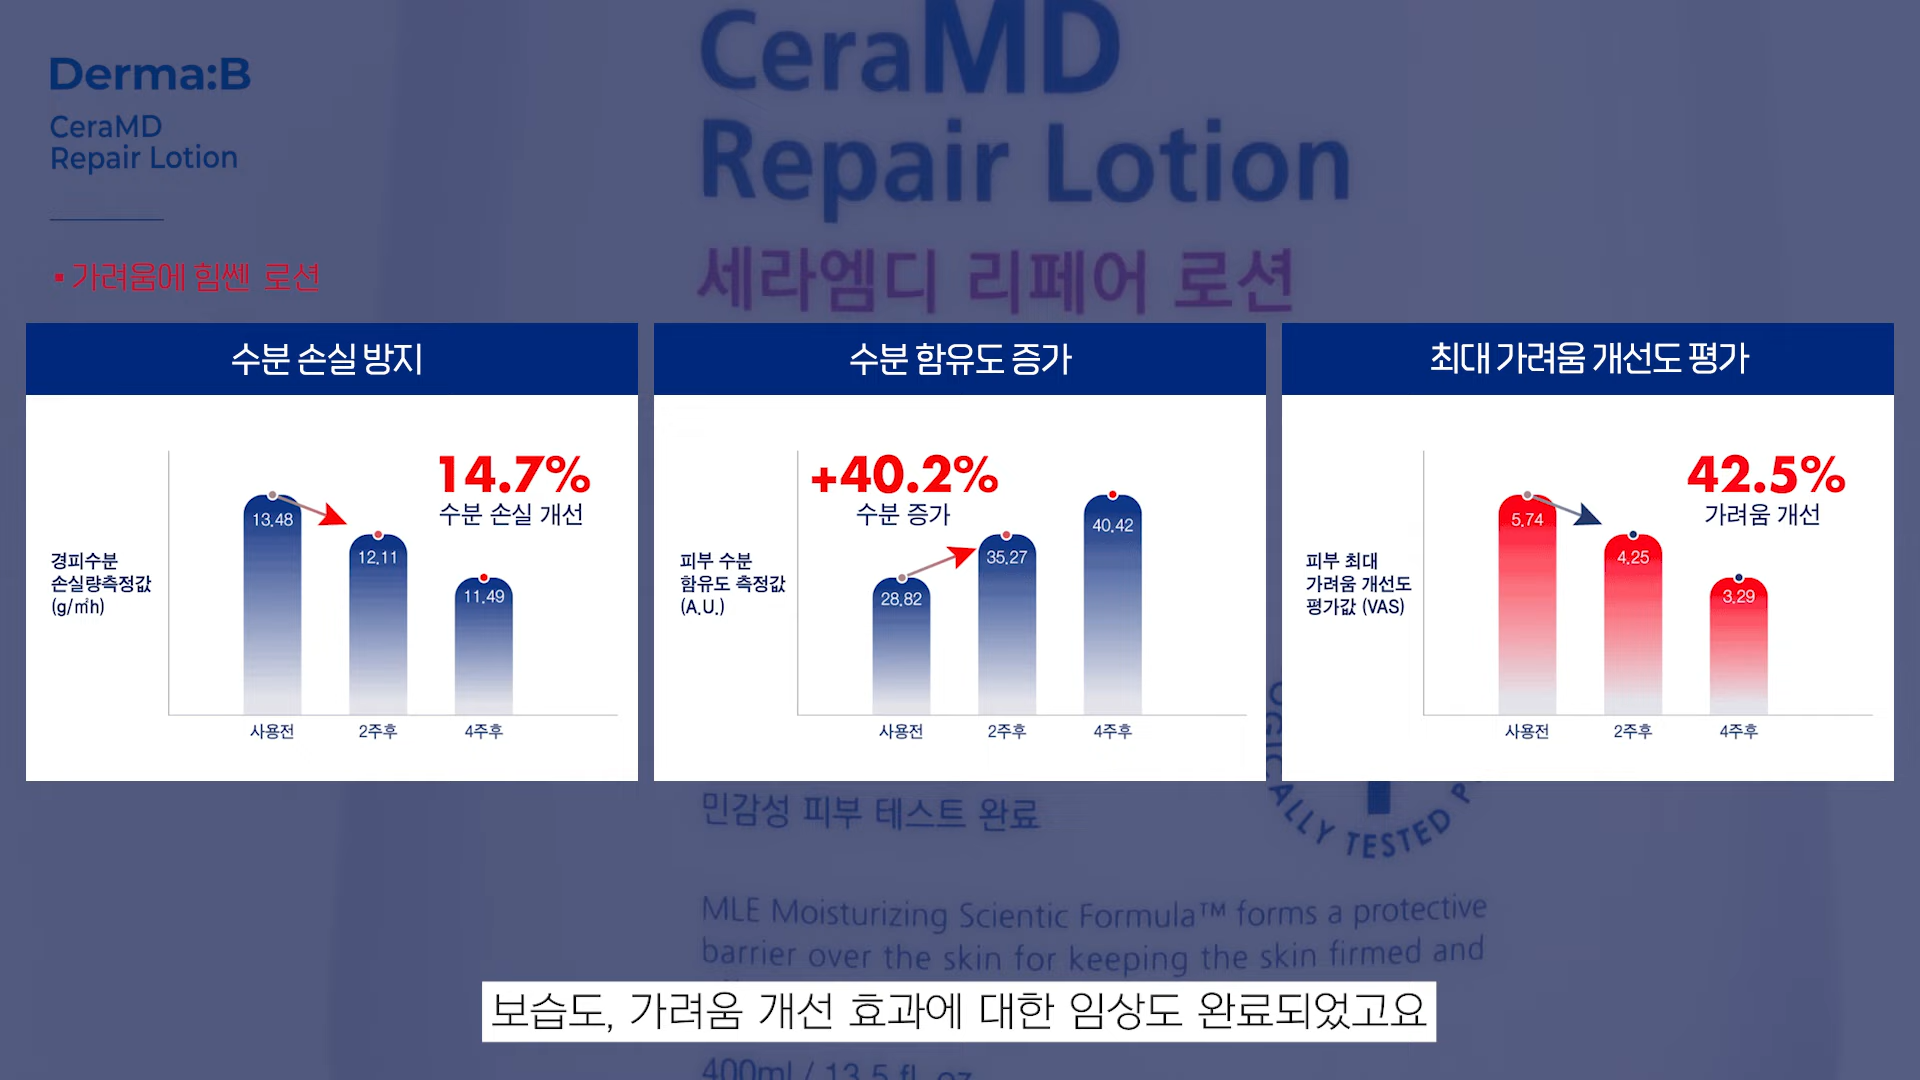 CeraMD
Repair Lotion
세라엠디 리페어 로션
Derma:B
CeraMD
Repair Lotion
가려움에 힘쎈 로션
수분 손실 방지
14.7%
수분 손실 개선
경피수분
손실량측정값
(g/㎡h)
13.48
12.11
11.49
사용전
2주후
4주후
수분 함유도 증가
+40.2%
수분 증가
피부 수분
함유도 측정값
(A.U.)
28.82
35.27
40.42
사용전
2주후
4주후
최대 가려움 개선도 평가
42.5%
가려움 개선
피부 최대
가려움 개선도
평가값 (VAS)
5.74
4.25
3.29
사용전
2주후
4주후
민감성 피부 테스트 완료
TESTED
MLE Moisturizing Scientic Formula™ forms a protective
barrier over the skin for keeping the skin firmed and
보습도, 가려움 개선 효과에 대한 임상도 완료되었고요
400ml / 13.5 fl. oz